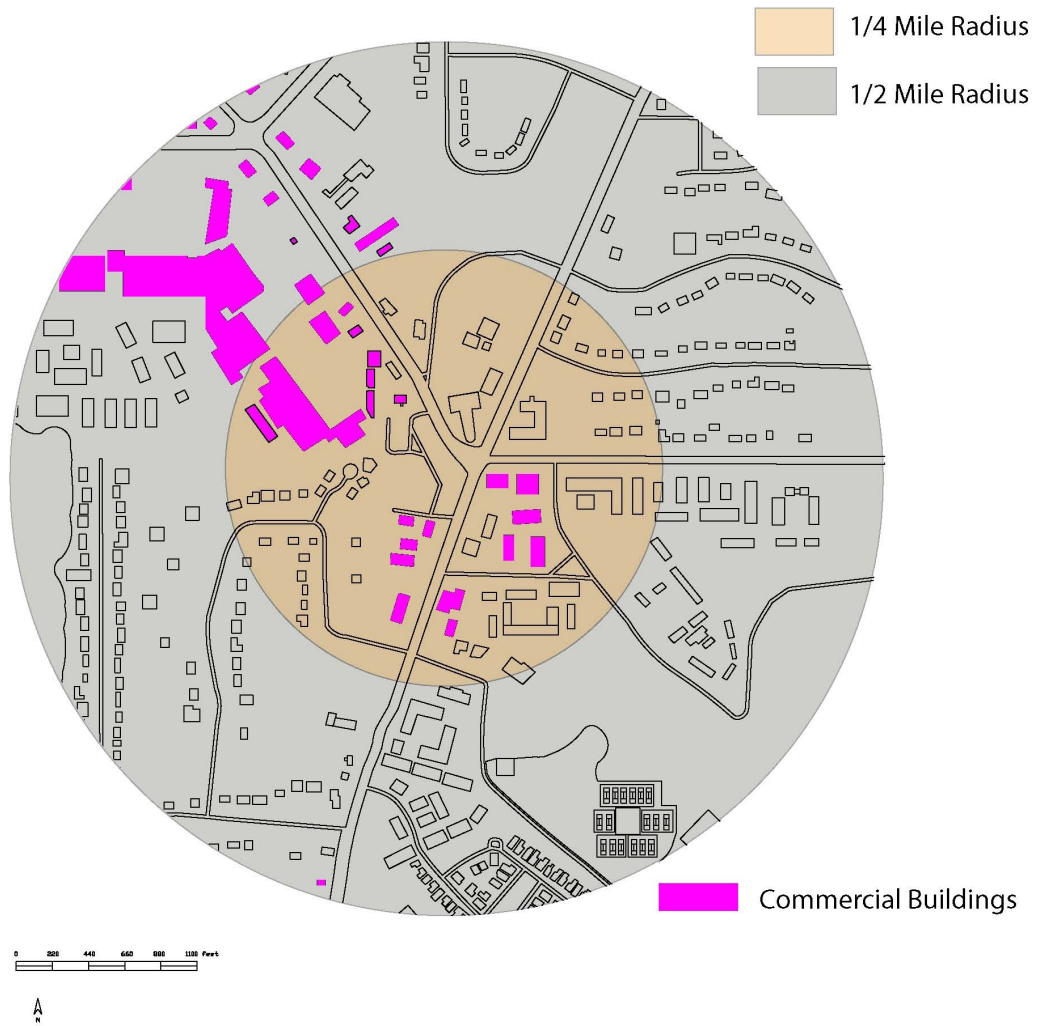 1/4 Mile Radius
1/2 Mile Radius
Commercial Buildings
0 220 440 660 880 1100 Feet
N